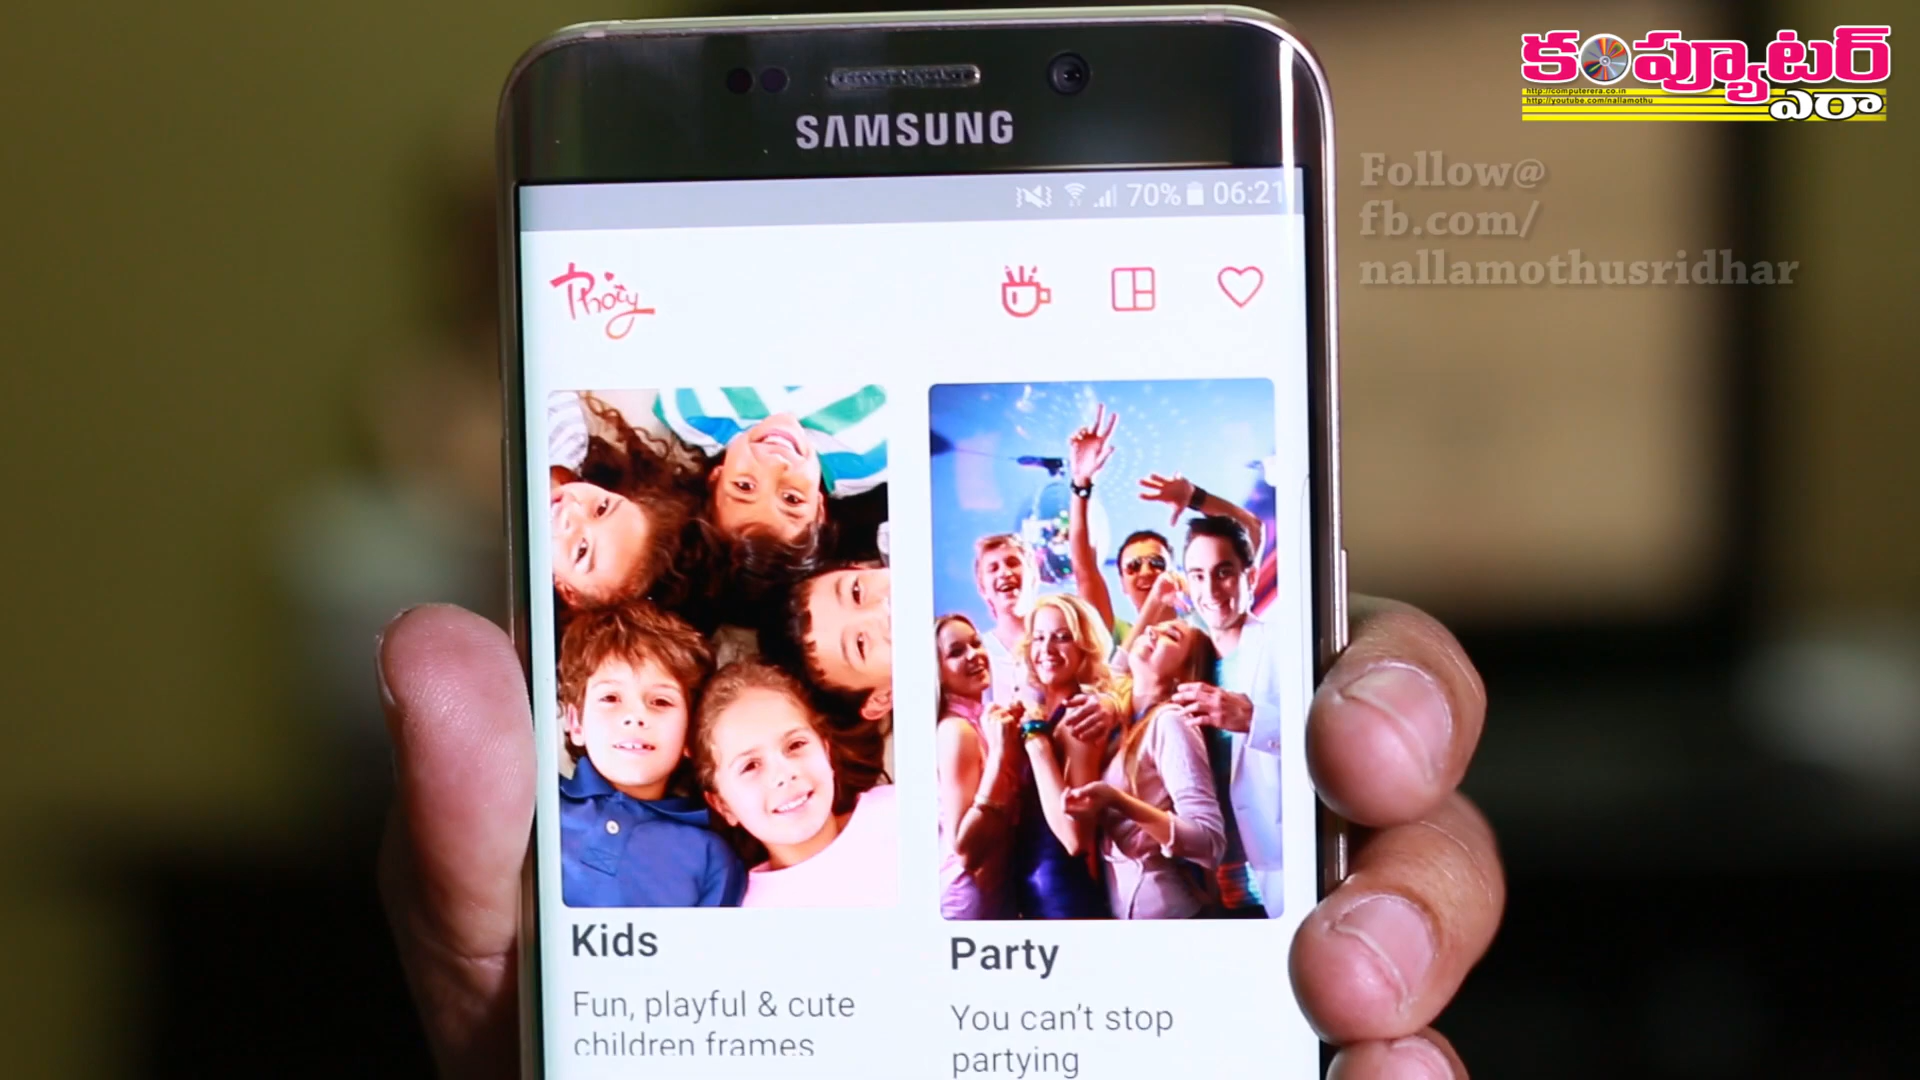 కంప్యూటర్
ఎరా
http://computerera.co.in
http://youtube.com/nallamothu
Follow@
fb.com/
nallamothusridhar
SAMSUNG
70% 06:21
Photy
Kids
Fun, playful & cute
children frames
Party
You can’t stop
partying